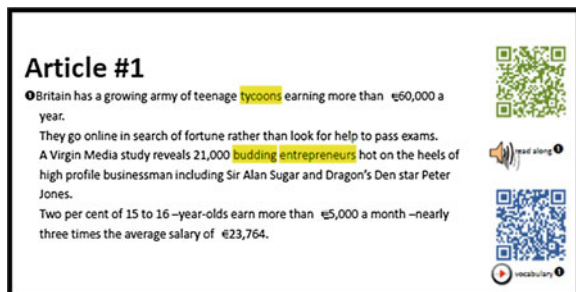 Article #1
❶Britain has a growing army of teenage tycoons earning more than €60,000 a
year.
They go online in search of fortune rather than look for help to pass exams.
A Virgin Media study reveals 21,000 budding entrepreneurs hot on the heels of
high profile businessman including Sir Alan Sugar and Dragon's Den star Peter
Jones.
Two per cent of 15 to 16 –year-olds earn more than €5,000 a month –nearly
three times the average salary of €23,764.
read along ❶
vocabulary ❶